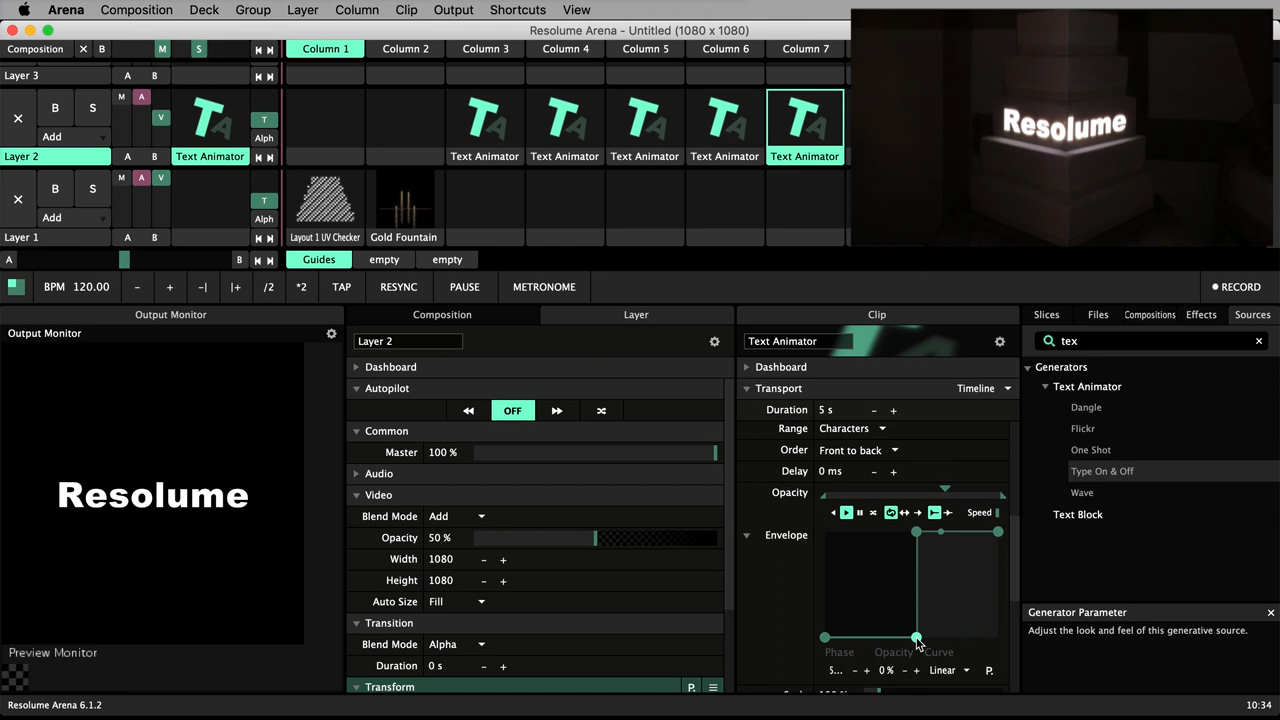 Arena Composition Deck Group Layer Column Clip Output Shortcuts View
Resolume Arena - Untitled (1080 x 1080)
Composition X B M S Column 1 Column 2 Column 3 Column 4 Column 5 Column 6 Column 7
Layer 3 A B
B S M A V T
Add Alph
Layer 2 A B Text Animator Text Animator Text Animator Text Animator Text Animator Text Animator
B S M A V T
Add Alph
Layer 1 A B Layout 1 UV Checker Gold Fountain
A B Guides empty empty
BPM 120.00 - + -| |+ /2 *2 TAP RESYNC PAUSE METRONOME RECORD
Resolume
Output Monitor
Output Monitor
Resolume
Preview Monitor
Composition Layer
Layer 2
Dashboard
Autopilot
OFF
Common
Master 100 %
Audio
Video
Blend Mode Add
Opacity 50 %
Width 1080 - +
Height 1080 - +
Auto Size Fill
Transition
Blend Mode Alpha
Duration 0 s - +
Transform P.
Clip
Text Animator
Dashboard
Transport Timeline
Duration 5 s - +
Range Characters
Order Front to back
Delay 0 ms - +
Opacity
Speed
Envelope
Phase Opacity Curve
5... - + 0 % - + Linear P.
Slices Files Compositions Effects Sources
tex
Generators
Text Animator
Dangle
Flickr
One Shot
Type On & Off
Wave
Text Block
Generator Parameter
Adjust the look and feel of this generative source.
Resolume Arena 6.1.2 10:34